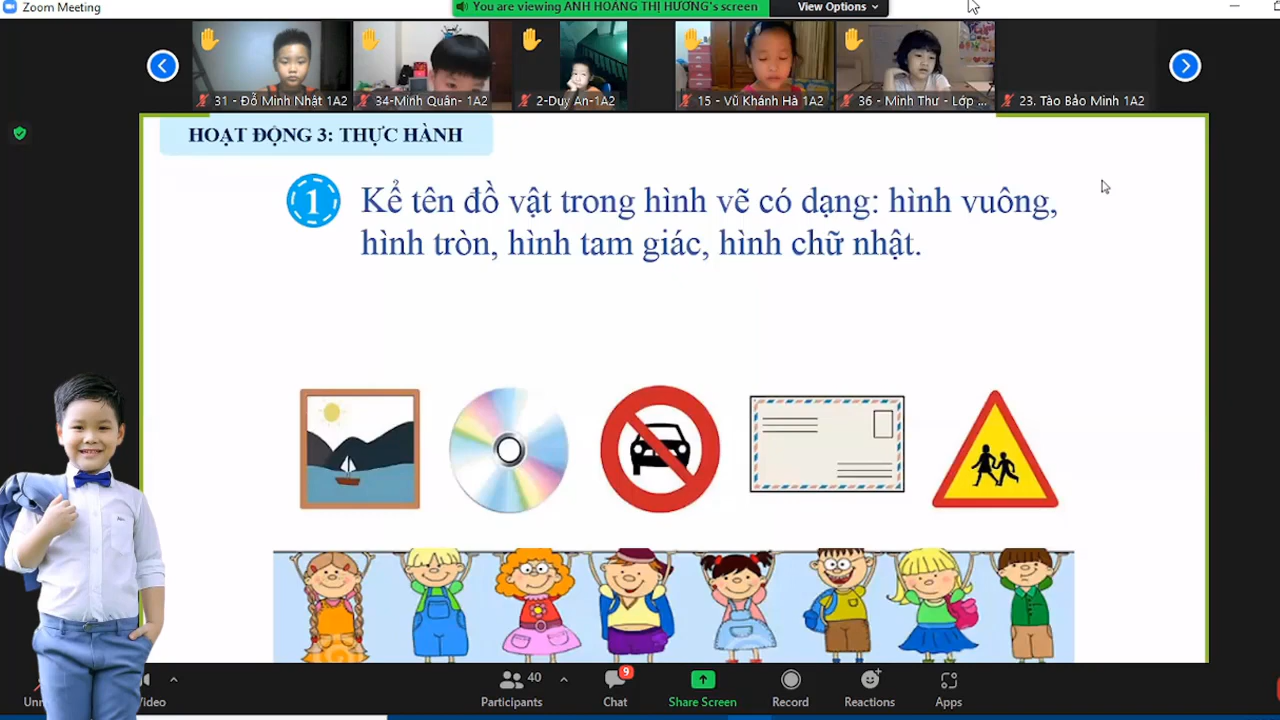 Zoom Meeting
You are viewing ANH HOÀNG THỊ HƯƠNG's screen
View Options
31 - Đỗ Minh Nhật 1A2
34-Minh Quân- 1A2
2-Duy An-1A2
15 - Vũ Khánh Hà 1A2
36 - Minh Thư - Lớp ...
23. Tào Bảo Minh 1A2
HOẠT ĐỘNG 3: THỰC HÀNH
1
Kể tên đồ vật trong hình vẽ có dạng: hình vuông,
hình tròn, hình tam giác, hình chữ nhật.
40
9
Participants
Chat
Share Screen
Record
Reactions
Apps